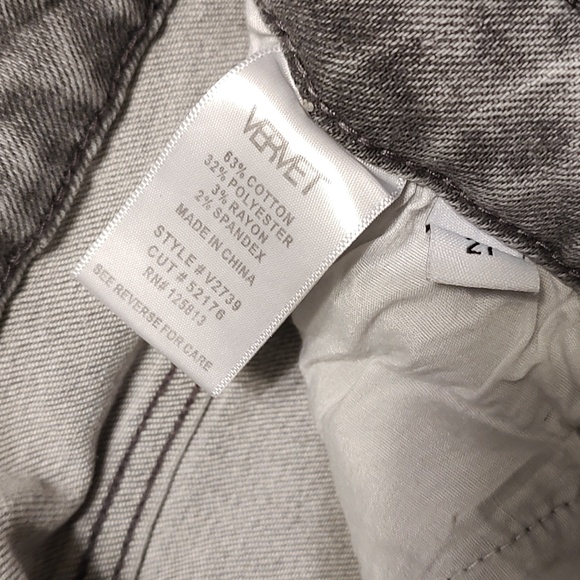 VERVET
63% COTTON
32% POLYESTER
3% RAYON
2% SPANDEX
MADE IN CHINA
STYLE # V2739
CUT # 52176
RN# 125813
SEE REVERSE FOR CARE